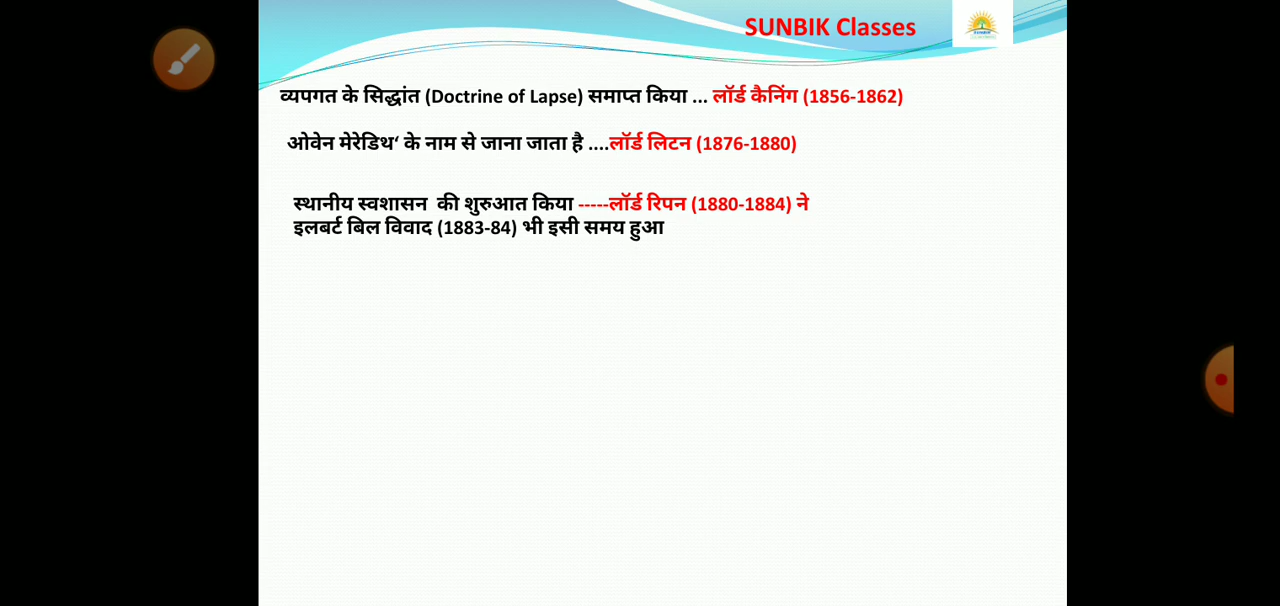 SUNBIK Classes
व्यपगत के सिद्धांत (Doctrine of Lapse) समाप्त किया ... लॉर्ड कैनिंग (1856-1862)
ओवेन मेरेडिथ‘ के नाम से जाना जाता है ....लॉर्ड लिटन (1876-1880)
स्थानीय स्वशासन की शुरुआत किया -----लॉर्ड रिपन (1880-1884) ने
इलबर्ट बिल विवाद (1883-84) भी इसी समय हुआ